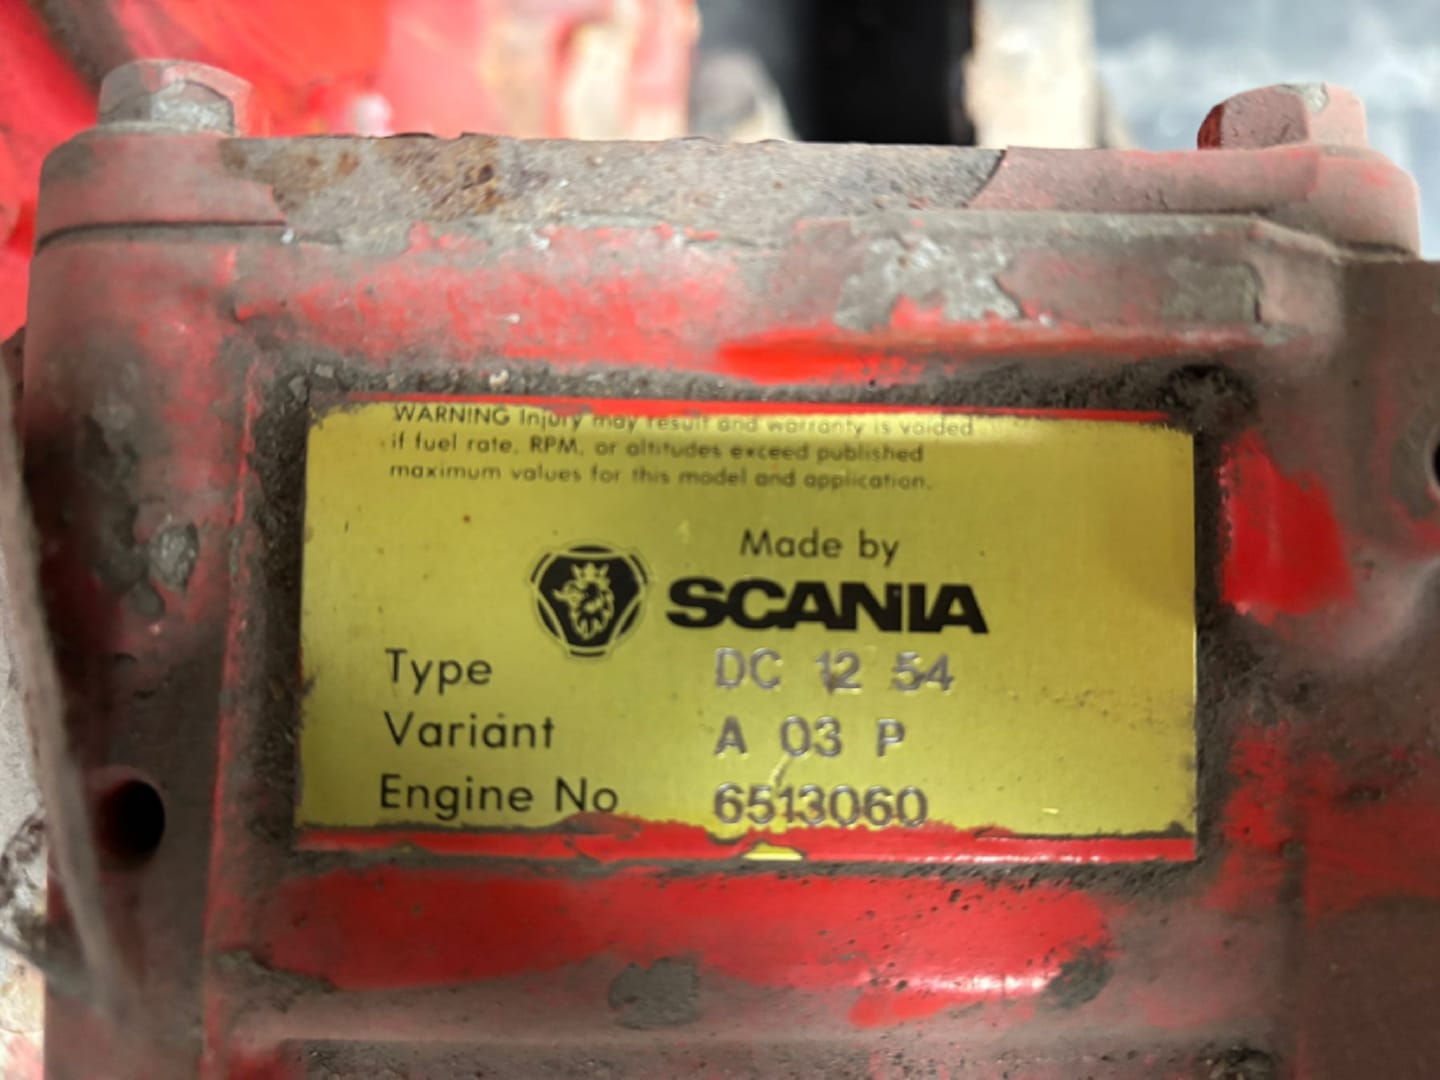 WARNING Injury may result and warranty is voided
if fuel rate, RPM, or altitudes exceed published
maximum values for this model and application.
Made by
SCANIA
Type DC 12 54
Variant A 03 P
Engine No 6513060